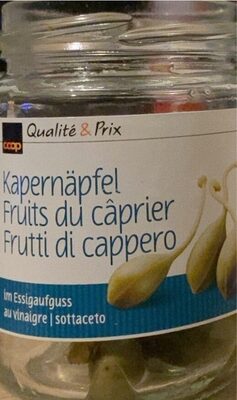 coop
Qualité & Prix
Kapernäpfel
Fruits du câprier
Frutti di cappero
im Essigaufguss
au vinaigre | sottaceto